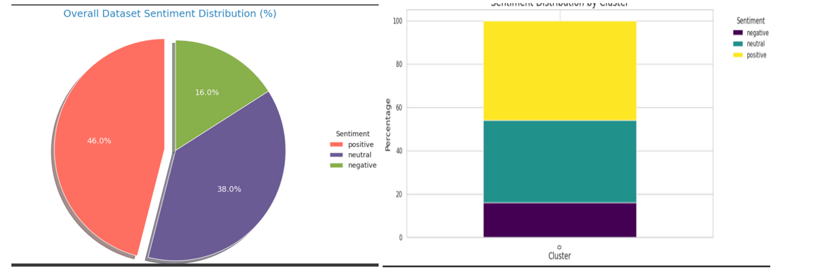 Overall Dataset Sentiment Distribution (%)
46.0%
16.0%
38.0%
Sentiment
positive
neutral
negative
Sentiment Distribution by Cluster
Percentage
100
80
60
40
20
0
0
Cluster
Sentiment
negative
neutral
positive